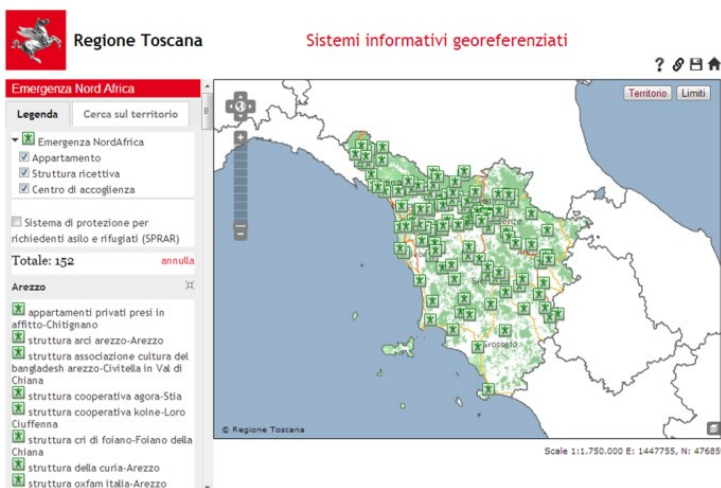 Regione Toscana
Sistemi informativi georeferenziati
Emergenza Nord Africa
Legenda
Cerca sul territorio
Emergenza NordAfrica
Appartamento
Struttura ricettiva
Centro di accoglienza
Sistema di protezione per
richiedenti asilo e rifugiati (SPRAR)
Totale: 152
annulla
Arezzo
appartamenti privati presi in
affitto-Chitignano
struttura arci arezzo-Arezzo
struttura associazione cultura del
bangladesh arezzo-Civitella in Val di
Chiana
struttura cooperativa agora-Stia
struttura cooperativa koine-Loro
Ciuffenna
struttura cri di foiano-Foiano della
Chiana
struttura della curia-Arezzo
struttura oxfam italia-Arezzo
Territorio
Limiti
Grosseto
© Regione Toscana
Scale 1:1.750.000 E: 1447755, N: 47685